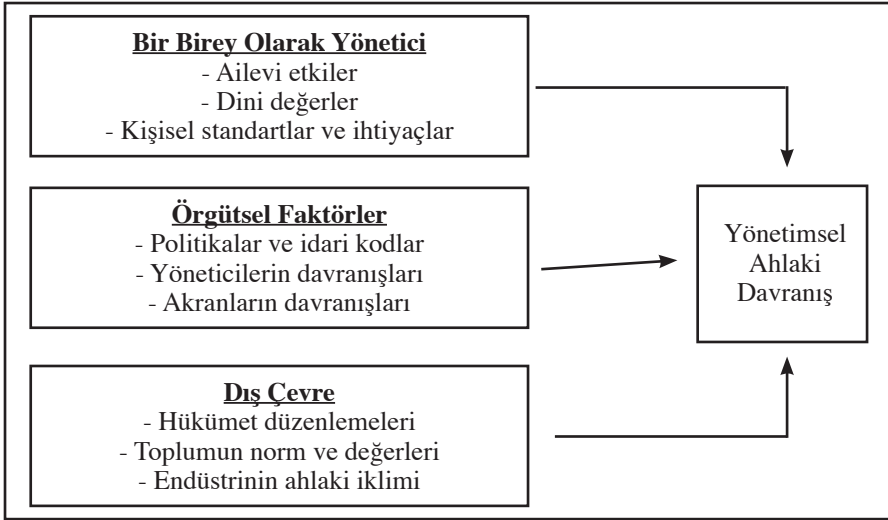 Bir Birey Olarak Yönetici
- Ailevi etkiler
- Dini değerler
- Kişisel standartlar ve ihtiyaçlar
Örgütsel Faktörler
- Politikalar ve idari kodlar
- Yöneticilerin davranışları
- Akranların davranışları
Dış Çevre
- Hükümet düzenlemeleri
- Toplumun norm ve değerleri
- Endüstrinin ahlaki iklimi
Yönetimsel
Ahlaki
Davranış